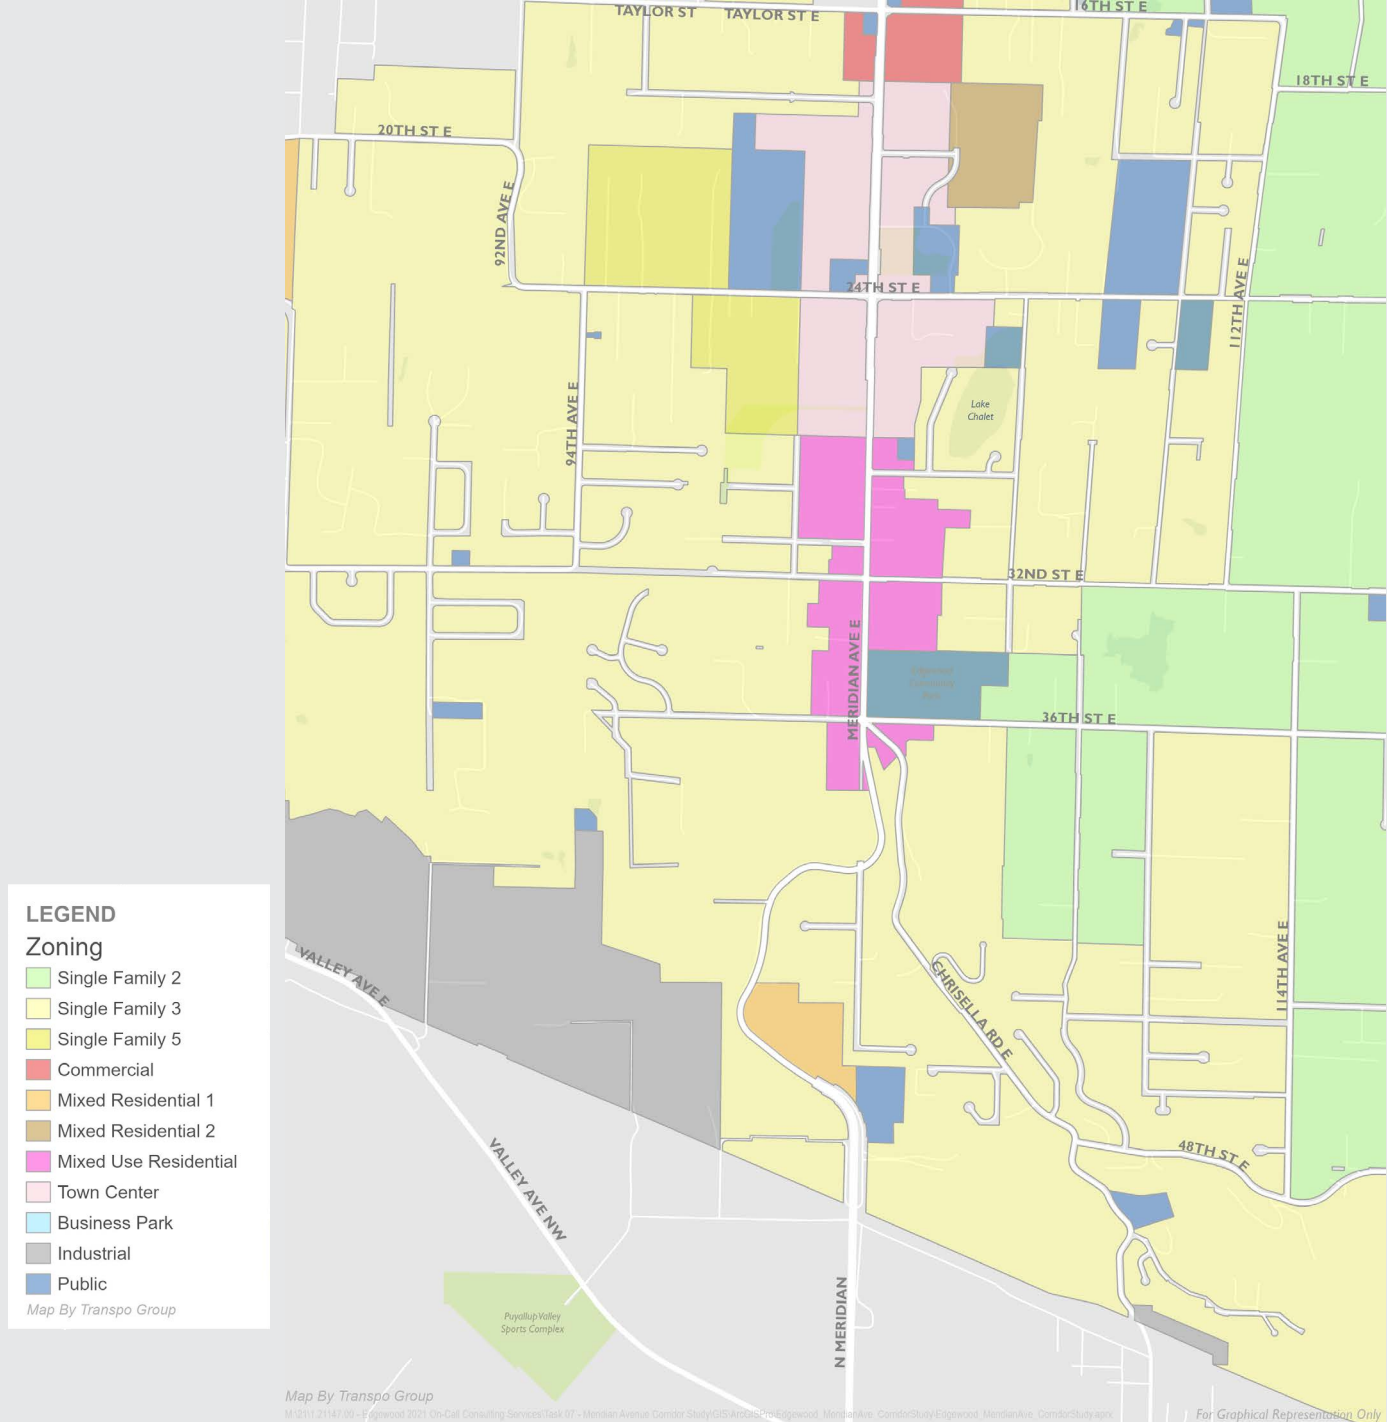 TAYLOR ST
TAYLOR ST E
16TH ST E
18TH ST E
20TH ST E
92ND AVE E
24TH ST E
112TH AVE E
94TH AVE E
Lake
Chalet
32ND ST E
MERIDIAN AVE E
36TH ST E
LEGEND
Zoning
Single Family 2
Single Family 3
Single Family 5
Commercial
Mixed Residential 1
Mixed Residential 2
Mixed Use Residential
Town Center
Business Park
Industrial
Public
Map By Transpo Group
VALLEY AVE E
CHRISELLA RD E
114TH AVE E
VALLEY AVE NW
48TH ST E
N MERIDIAN
Puyallup Valley
Sports Complex
Map By Transpo Group
For Graphical Representation Only